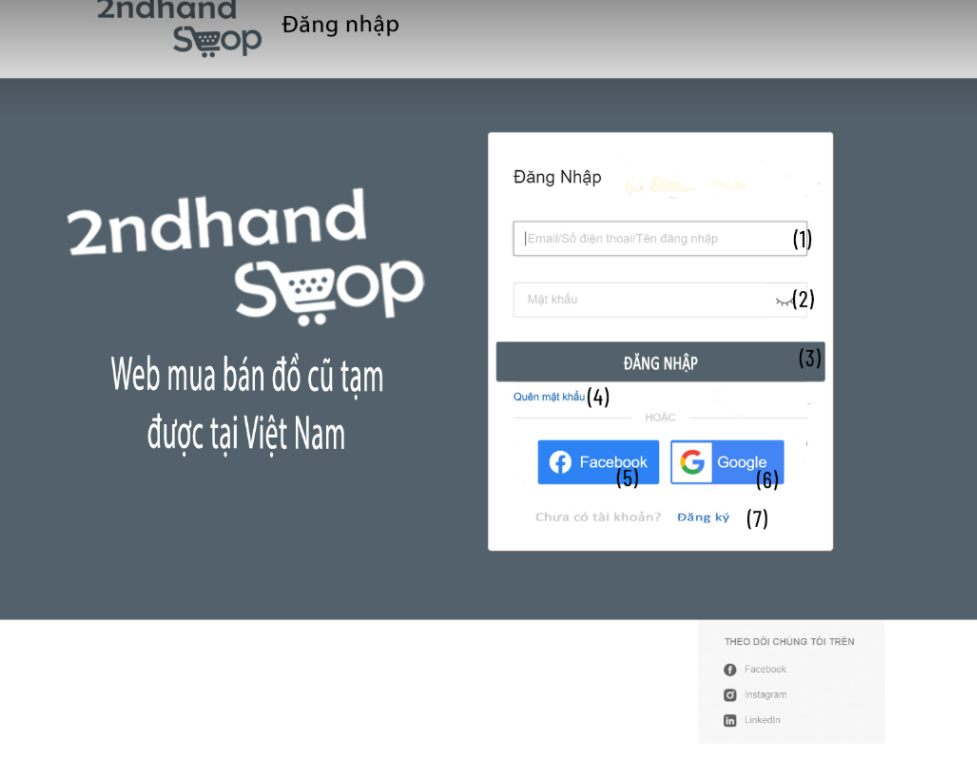 2ndhand
Shop
Đăng nhập
2ndhand
Shop
Web mua bán đồ cũ tạm
được tại Việt Nam
Đăng Nhập
Email/Số điện thoại/Tên đăng nhập (1)
Mật khẩu (2)
ĐĂNG NHẬP (3)
Quên mật khẩu (4)
HOẶC
Facebook (5)
Google (6)
Chưa có tài khoản? Đăng ký (7)
THEO DÕI CHÚNG TÔI TRÊN
Facebook
Instagram
LinkedIn